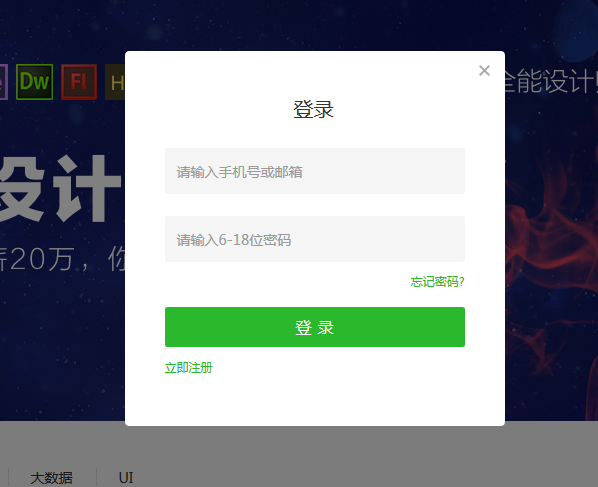 Dw
Fl
全能设计
登录
请输入手机号或邮箱
设计
请输入6-18位密码
薪20万，你
忘记密码?
登 录
立即注册
大数据
UI